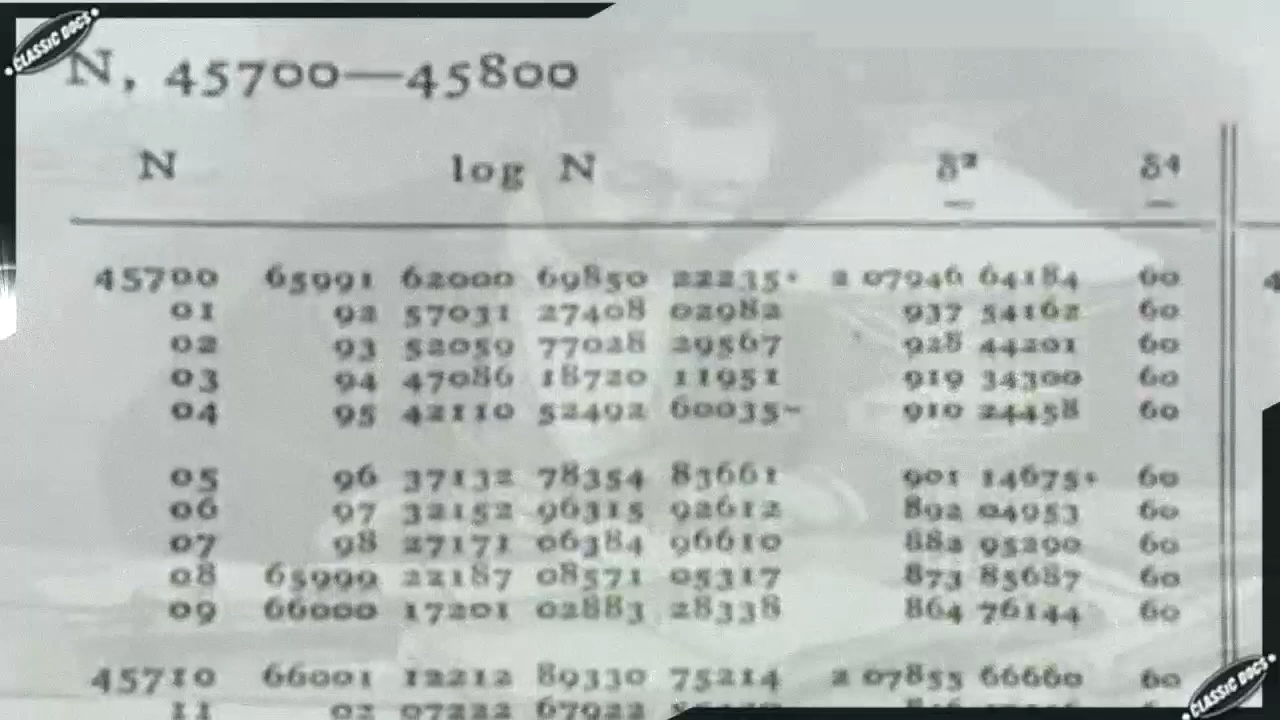 CLASSIC DOCS
N, 45700—45800
N log N δ² δ⁴
— —
45700 65991 62000 69850 22235+ 2 07946 64184 60
01 92 57031 27408 02982 937 54162 60
02 93 52059 77028 29567 928 44201 60
03 94 47086 18720 11951 919 34300 60
04 95 42110 52492 60035− 910 24458 60
05 96 37132 78354 83661 901 14675+ 60
06 97 32152 96315 92612 892 04953 60
07 98 27171 06384 96610 882 95290 60
08 65999 22187 08571 05317 873 85687 60
09 66000 17201 02883 28338 864 76144 60
45710 66001 12212 89330 75214 2 07855 66660 60
11 02 07222 67922
CLASSIC DOCS